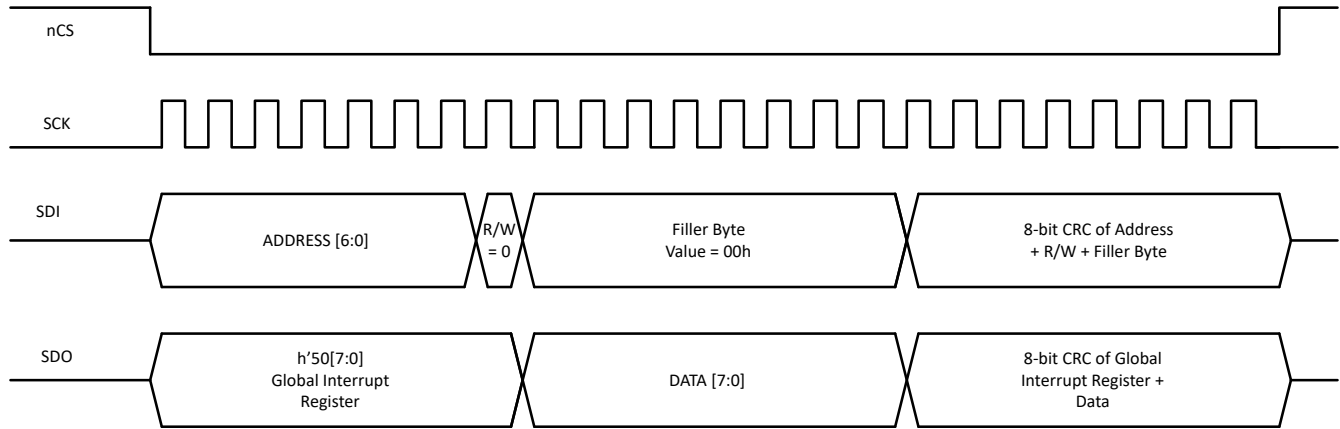 nCS
SCK
SDI
ADDRESS [6:0]
R/W
= 0
Filler Byte
Value = 00h
8-bit CRC of Address
+ R/W + Filler Byte
SDO
h’50[7:0]
Global Interrupt
Register
DATA [7:0]
8-bit CRC of Global
Interrupt Register +
Data